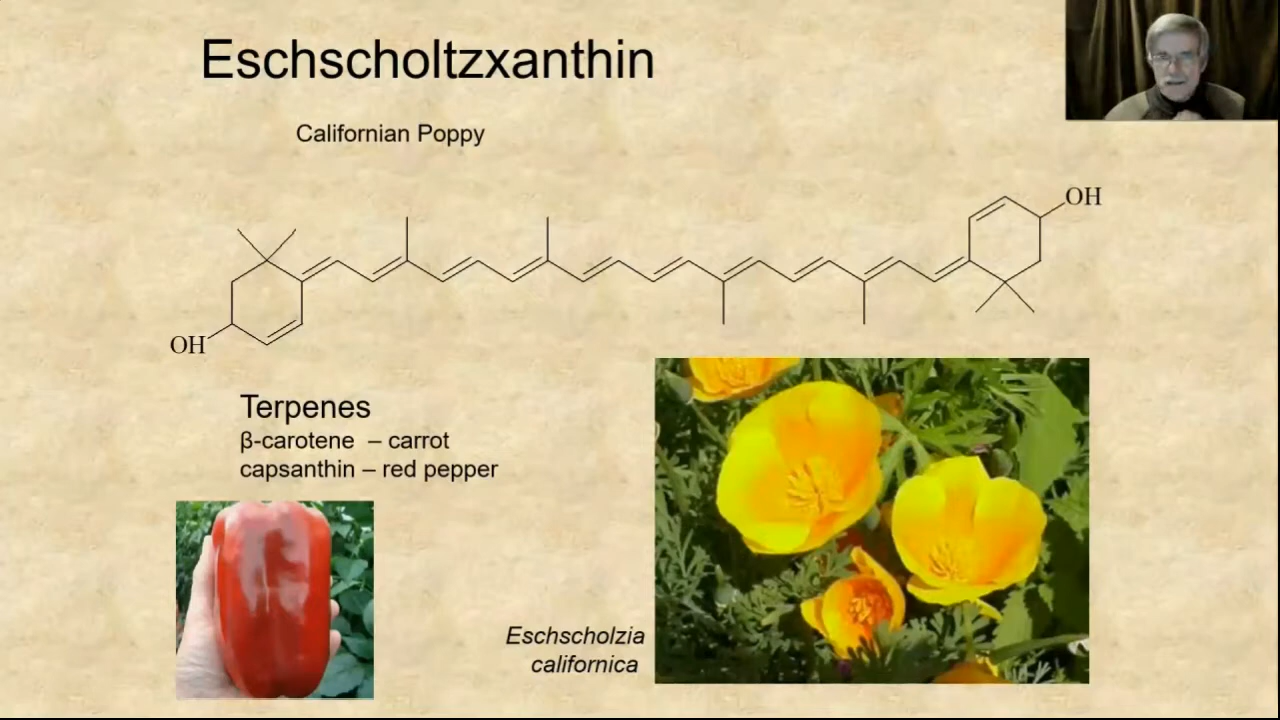 Eschscholtzxanthin
Californian Poppy
OH
OH
Terpenes
β-carotene – carrot
capsanthin – red pepper
Eschscholzia
californica